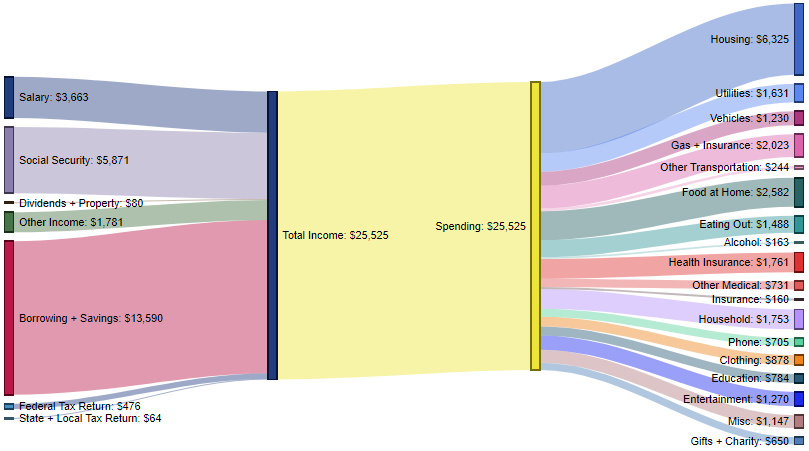 Salary: $3,663
Social Security: $5,871
Dividends + Property: $80
Other Income: $1,781
Borrowing + Savings: $13,590
Federal Tax Return: $476
State + Local Tax Return: $64
Total Income: $25,525
Spending: $25,525
Housing: $6,325
Utilities: $1,631
Vehicles: $1,230
Gas + Insurance: $2,023
Other Transportation: $244
Food at Home: $2,582
Eating Out: $1,488
Alcohol: $163
Health Insurance: $1,761
Other Medical: $731
Insurance: $160
Household: $1,753
Phone: $705
Clothing: $878
Education: $784
Entertainment: $1,270
Misc: $1,147
Gifts + Charity: $650